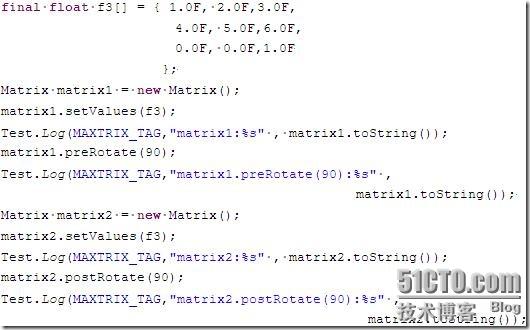 final float f3[] = { 1.0F, 2.0F,3.0F,
4.0F, 5.0F,6.0F,
0.0F, 0.0F,1.0F
};
Matrix matrix1 = new Matrix();
matrix1.setValues(f3);
Test.Log(MAXTRIX_TAG,"matrix1:%s" , matrix1.toString());
matrix1.preRotate(90);
Test.Log(MAXTRIX_TAG,"matrix1.preRotate(90):%s" ,
matrix1.toString());
Matrix matrix2 = new Matrix();
matrix2.setValues(f3);
Test.Log(MAXTRIX_TAG,"matrix2:%s" , matrix2.toString());
matrix2.postRotate(90);
Test.Log(MAXTRIX_TAG,"matrix2.postRotate(90):%s" ,
matrix2.toString());
51CTO.com
技术博客 Blog